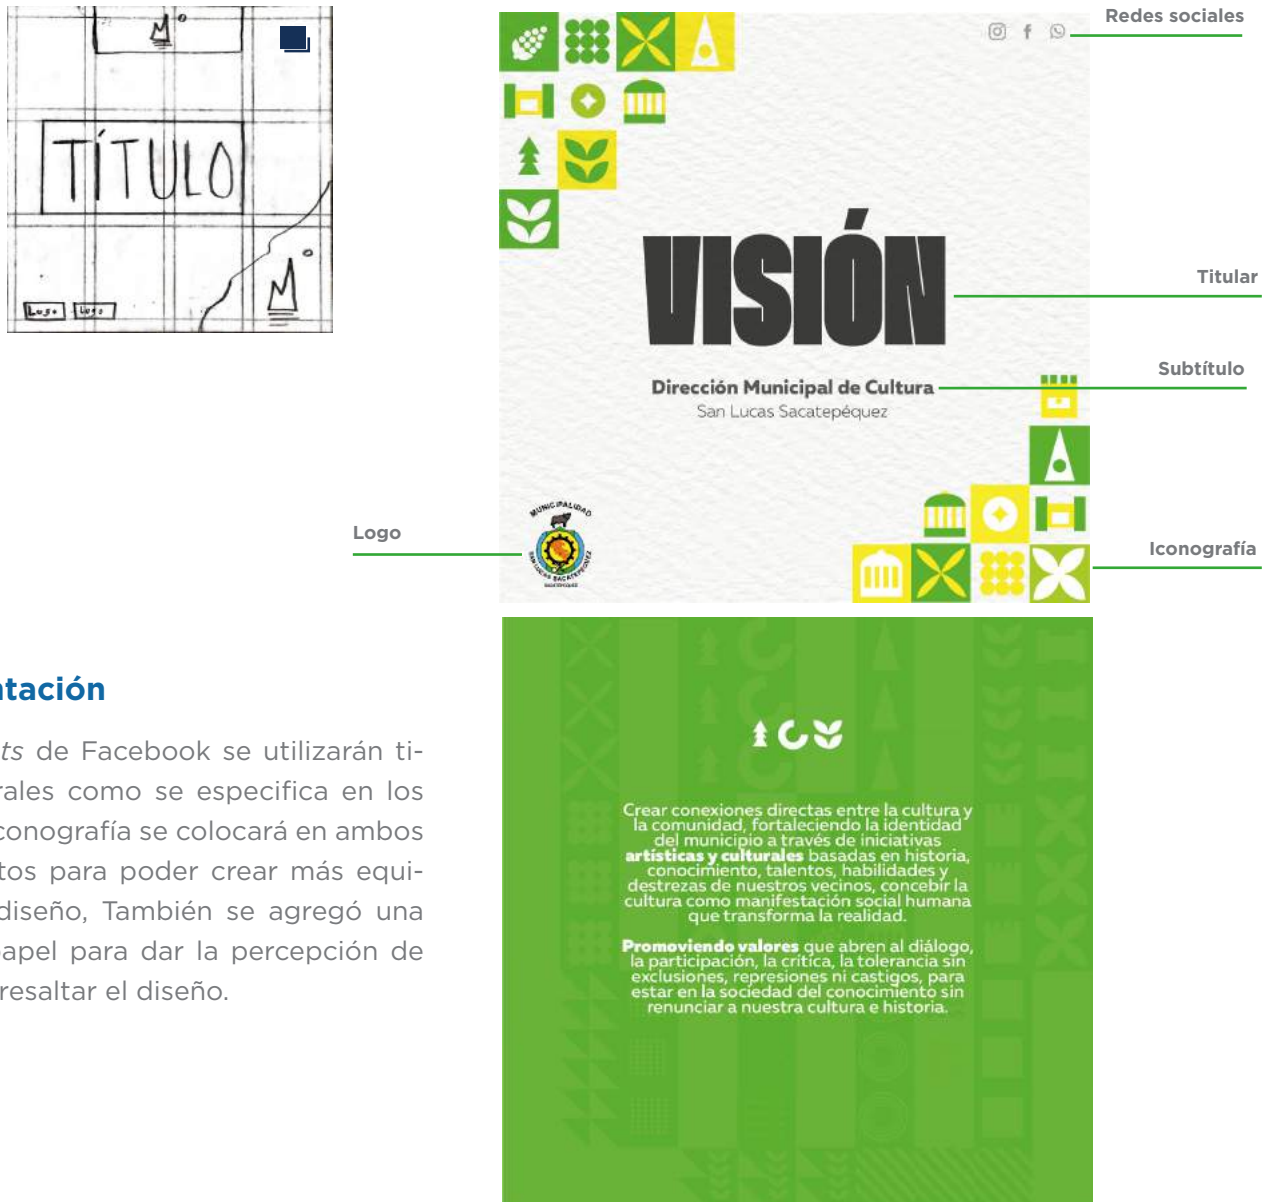 TÍTULO
Logo
Logo
Redes sociales
VISIÓN
Titular
Dirección Municipal de Cultura
Subtítulo
San Lucas Sacatepéquez
Logo
MUNICIPALIDAD
SAN LUCAS SACATEPÉQUEZ
SACATEPÉQUEZ
Iconografía
ntación
ts de Facebook se utilizarán ti-
rales como se especifica en los
conografía se colocará en ambos
tos para poder crear más equi-
diseño, También se agregó una
apel para dar la percepción de
resaltar el diseño.
Crear conexiones directas entre la cultura y
la comunidad, fortaleciendo la identidad
del municipio a través de iniciativas
artísticas y culturales basadas en historia,
conocimiento, talentos, habilidades y
destrezas de nuestros vecinos, concebir la
cultura como manifestación social humana
que transforma la realidad.
Promoviendo valores que abren al diálogo,
la participación, la crítica, la tolerancia sin
exclusiones, represiones ni castigos, para
estar en la sociedad del conocimiento sin
renunciar a nuestra cultura e historia.